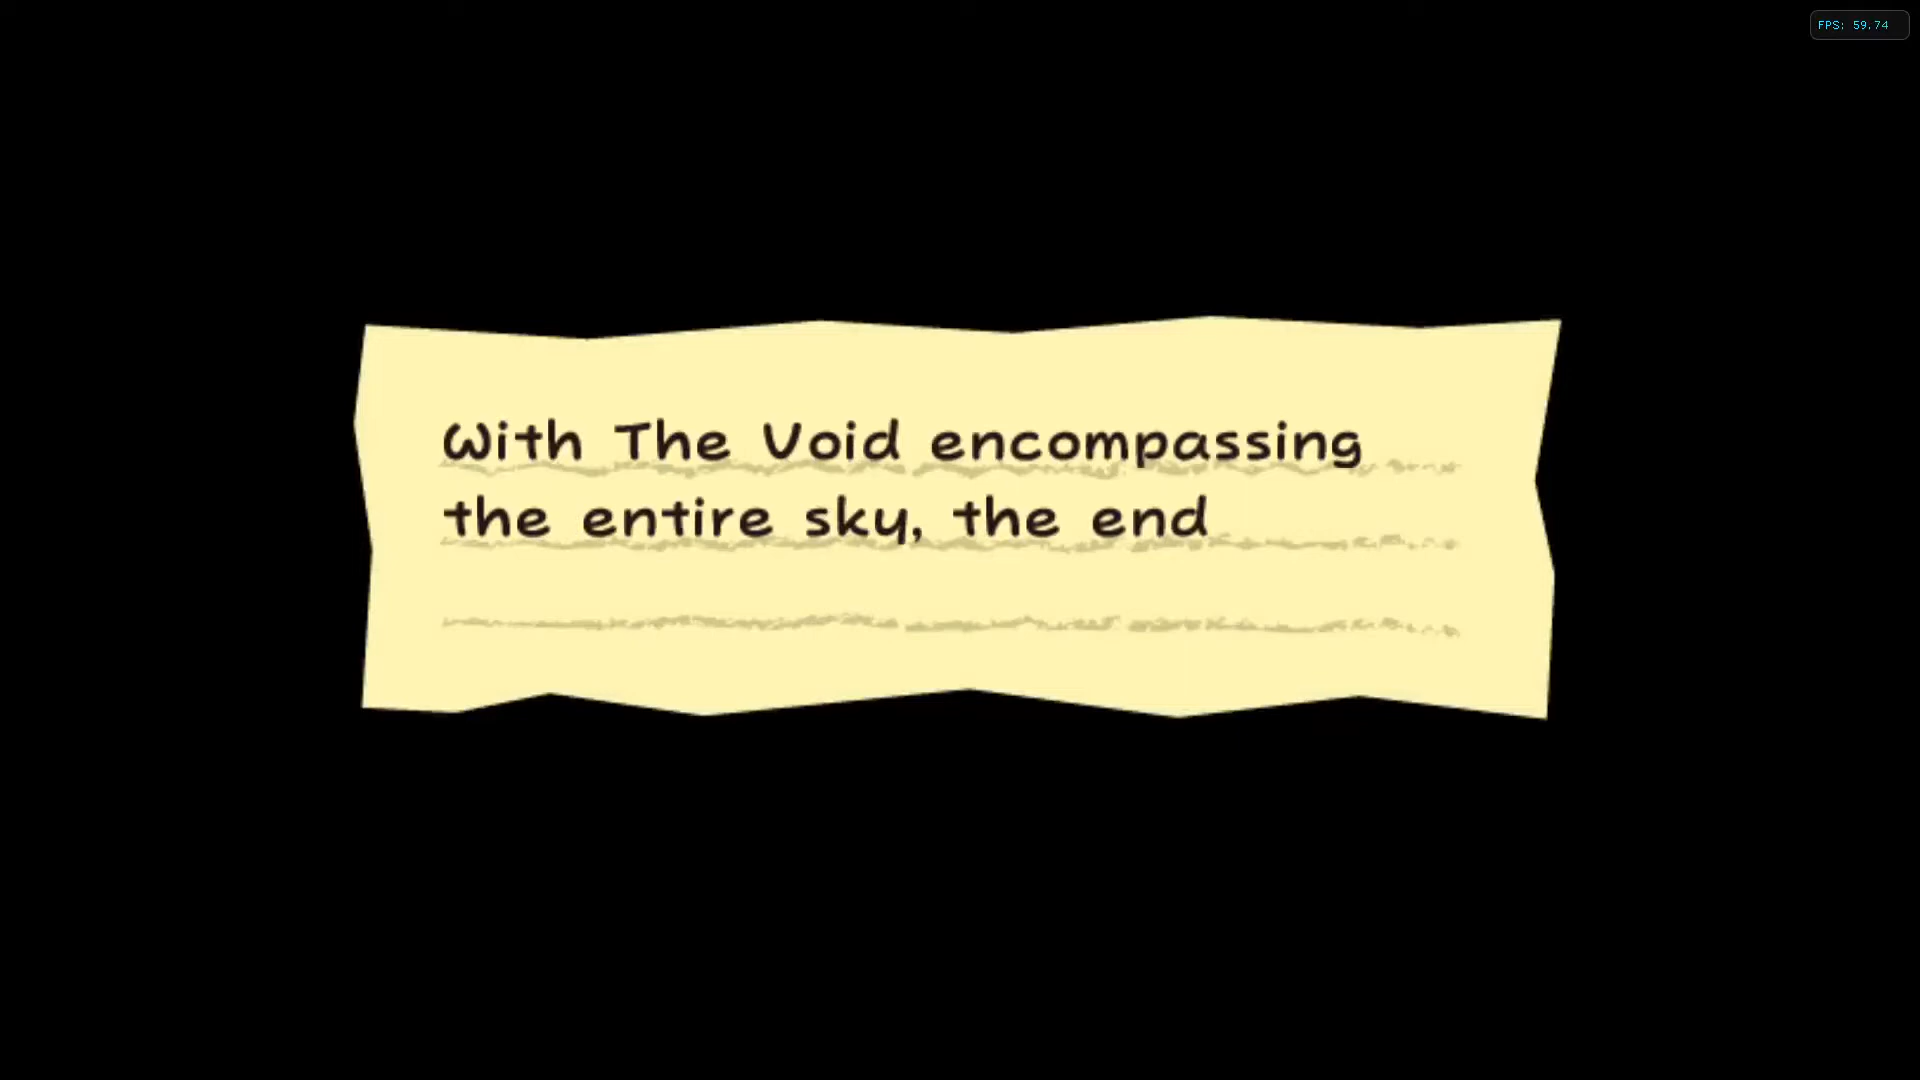 FPS: 59.74
With The Void encompassing
the entire sky, the end